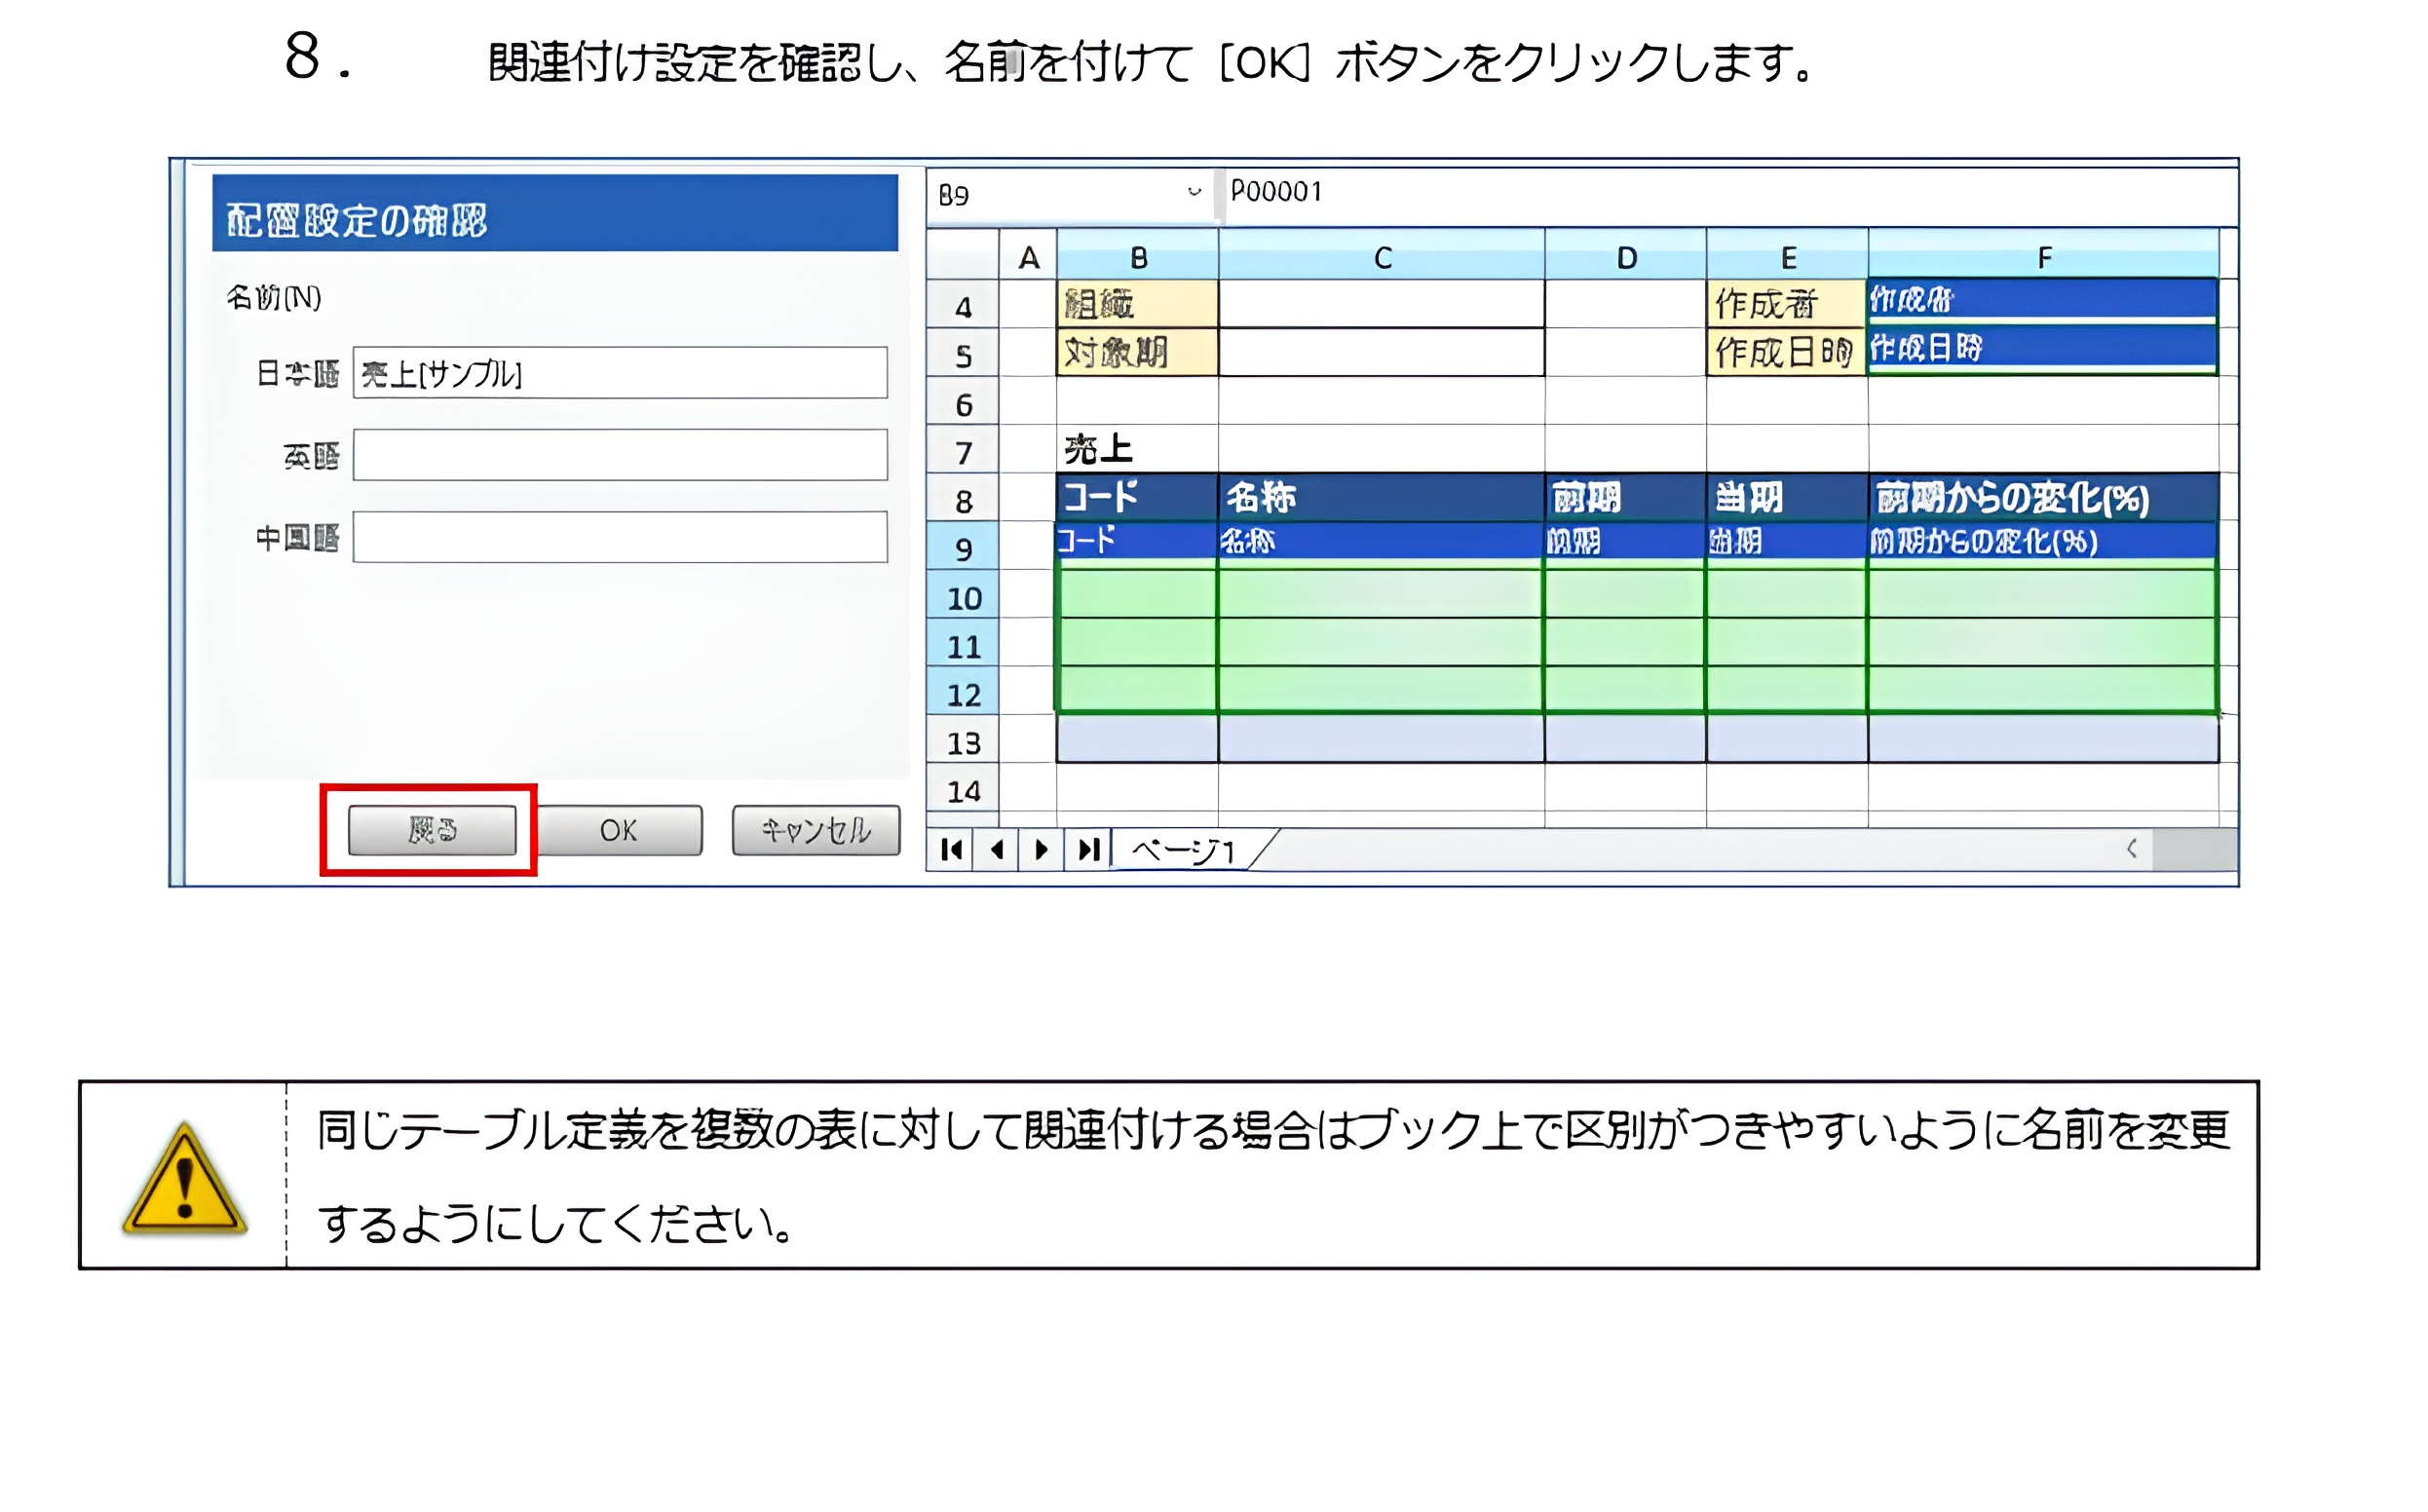 8. 関連付け設定を確認し、名前を付けて［OK］ボタンをクリックします。
配置設定の確認
名前(N)
日本語 売上[サンプル]
英語
中国語
戻る OK キャンセル
B9 P00001
A B C D E F
4 組織 作成者 作成者
5 対象期 作成日時 作成日時
6
7 売上
8 コード 名称 前期 当期 前期からの変化(%)
9 コード 名称 前期 当期 前期からの変化(%)
10
11
12
13
14
ページ1
同じテーブル定義を複数の表に対して関連付ける場合はブック上で区別がつきやすいように名前を変更
するようにしてください。